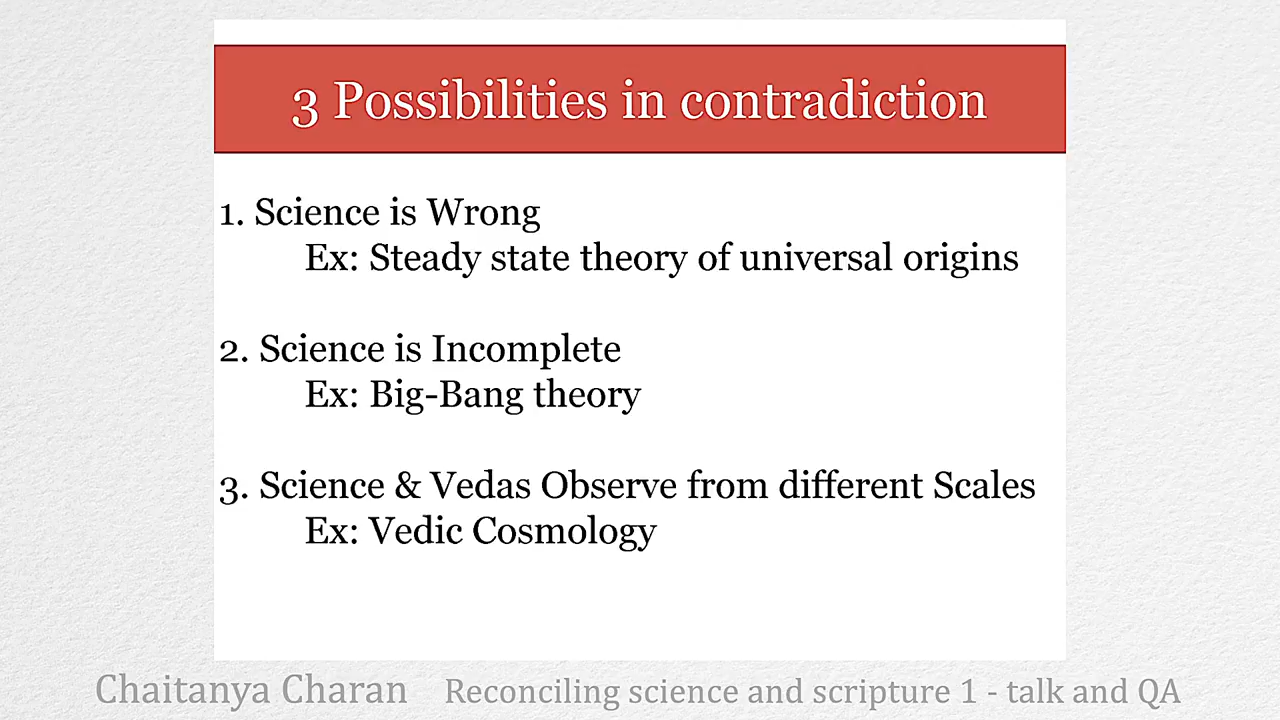 3 Possibilities in contradiction
1. Science is Wrong
Ex: Steady state theory of universal origins
2. Science is Incomplete
Ex: Big-Bang theory
3. Science & Vedas Observe from different Scales
Ex: Vedic Cosmology
Chaitanya Charan Reconciling science and scripture 1 - talk and QA